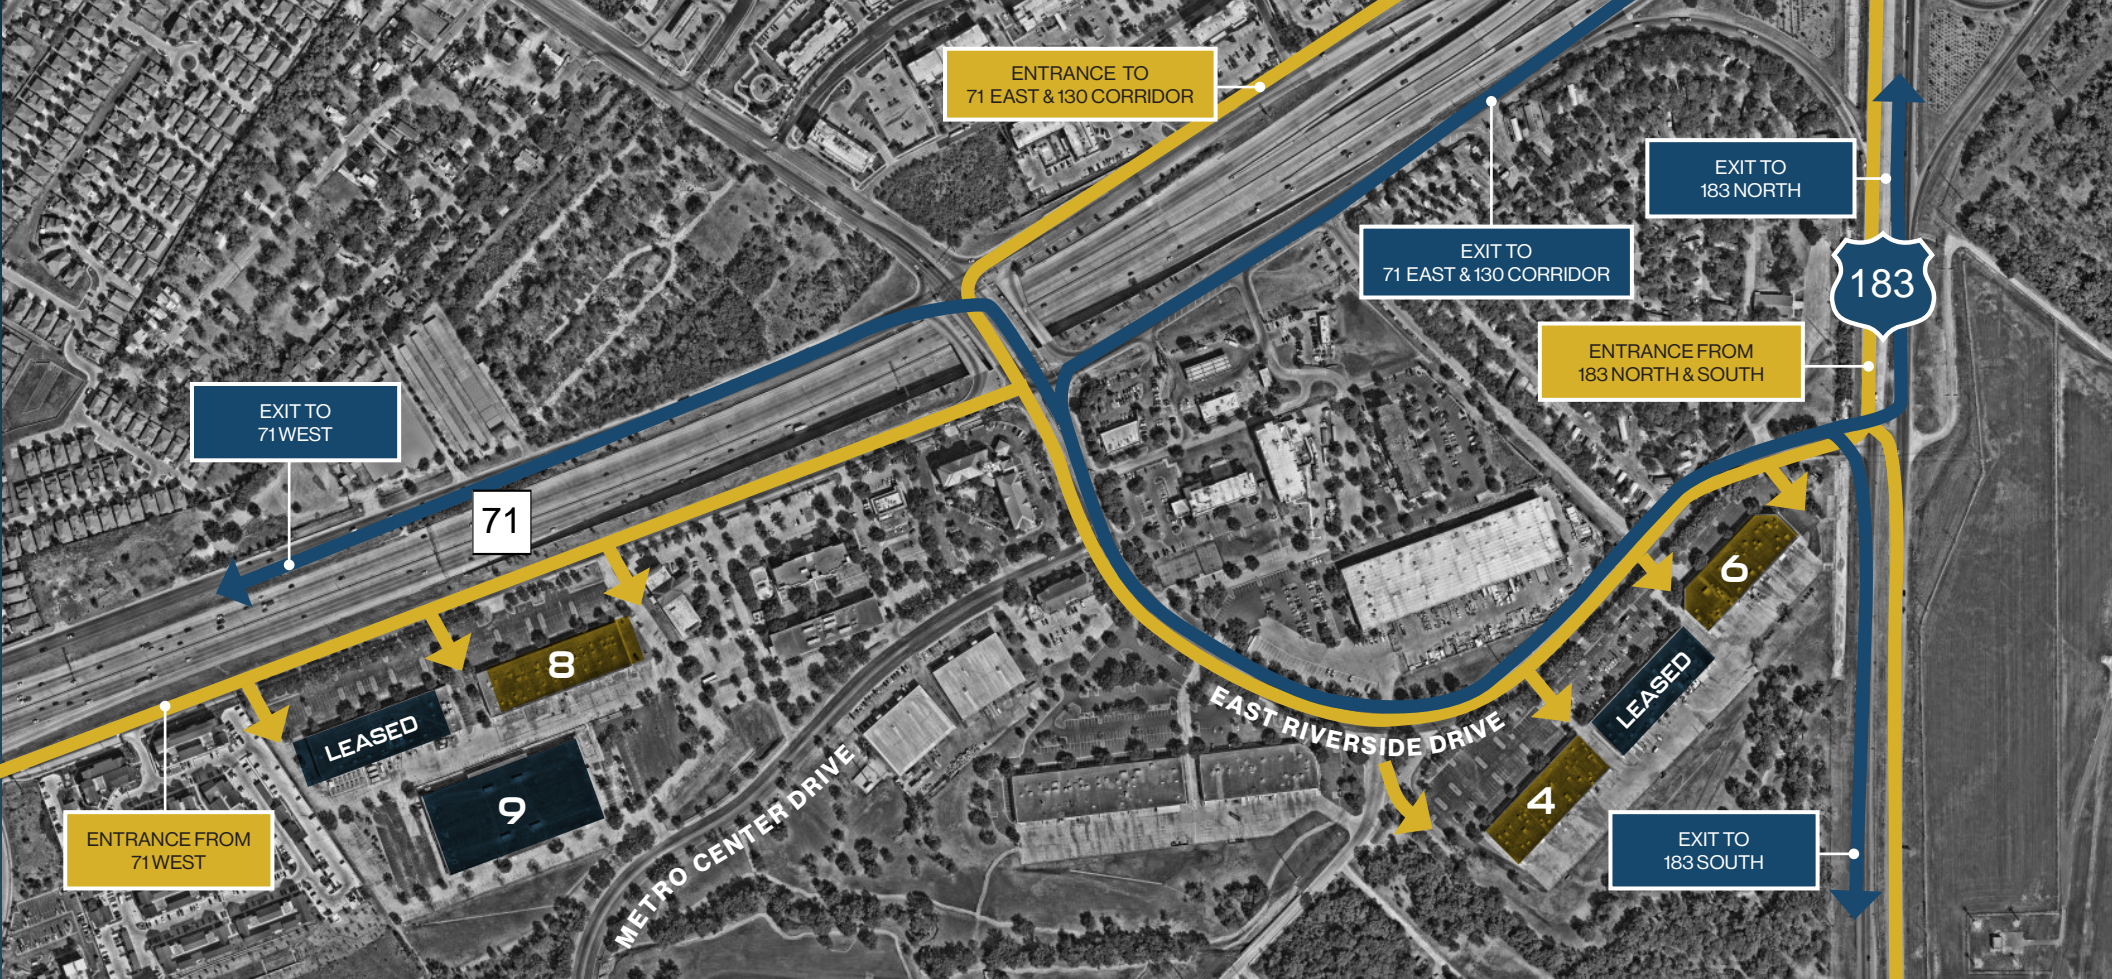 ENTRANCE TO
71 EAST & 130 CORRIDOR
EXIT TO
183 NORTH
EXIT TO
71 EAST & 130 CORRIDOR
183
ENTRANCE FROM
183 NORTH & SOUTH
EXIT TO
71 WEST
71
6
8
LEASED
LEASED
EAST RIVERSIDE DRIVE
METRO CENTER DRIVE
9
4
ENTRANCE FROM
71 WEST
EXIT TO
183 SOUTH